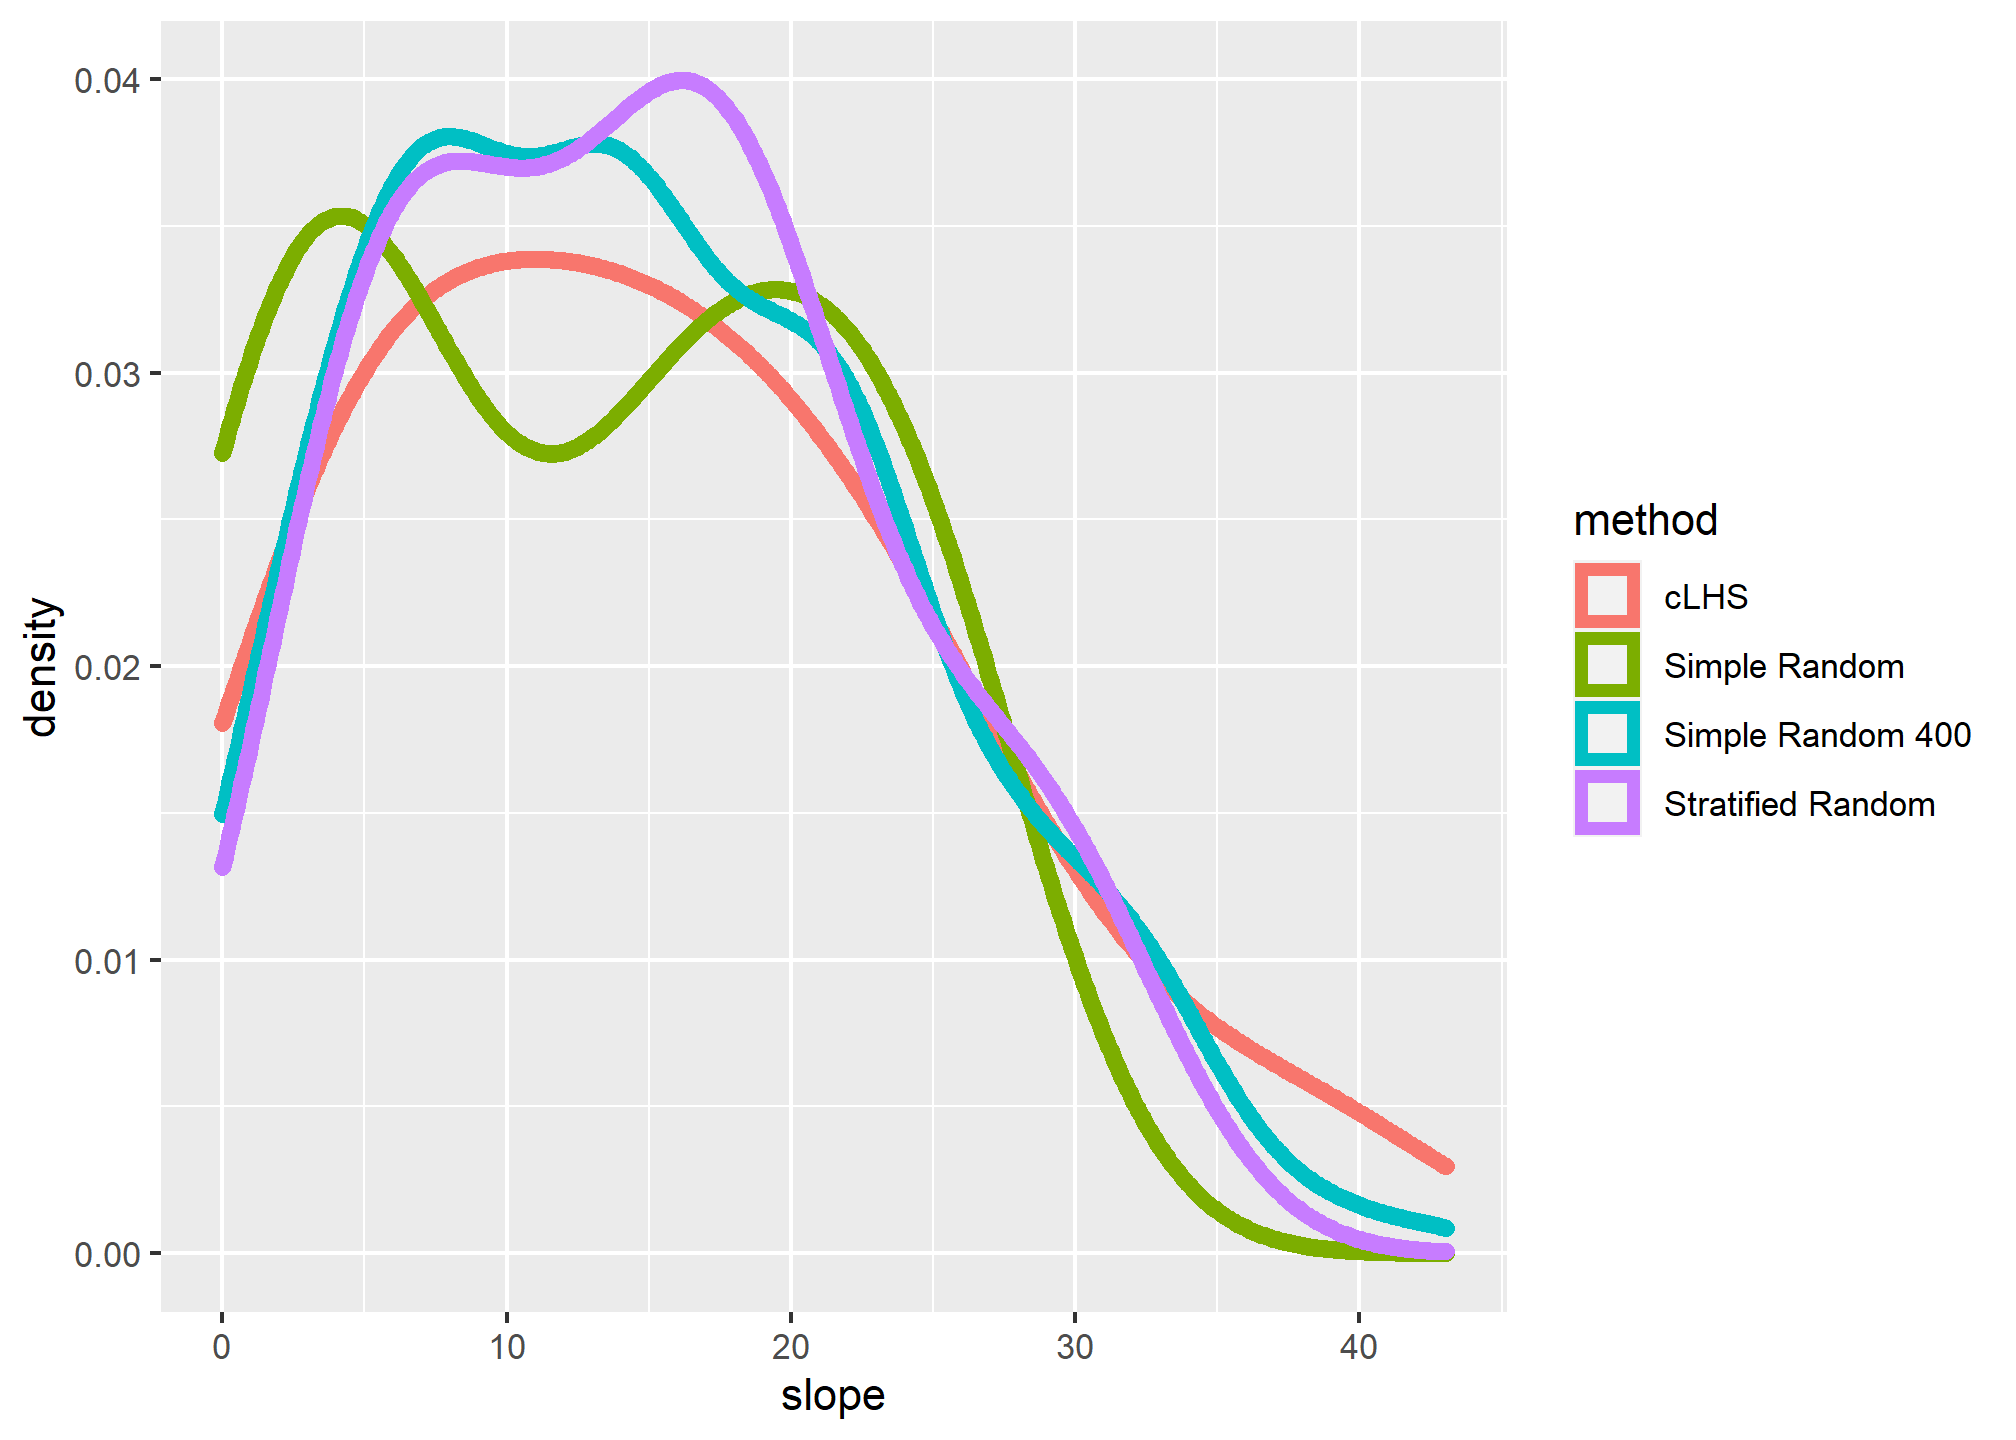 0.04
0.03
0.02
0.01
0.00
density
0
10
20
30
40
slope
method
cLHS
Simple Random
Simple Random 400
Stratified Random